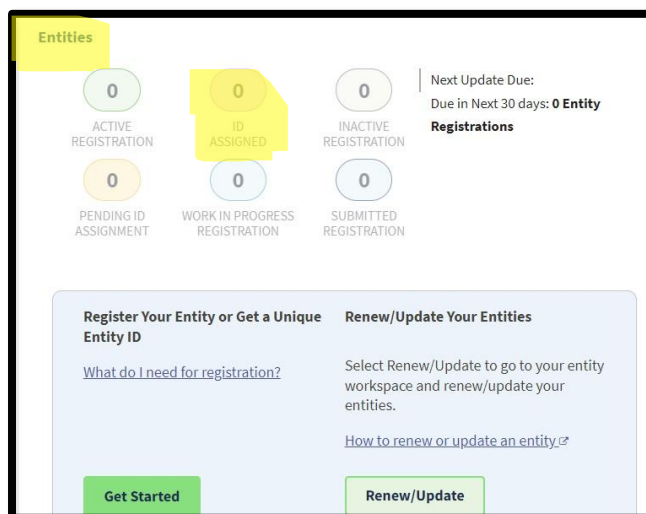 Entities
0
0
0
ACTIVE
REGISTRATION
ID
ASSIGNED
INACTIVE
REGISTRATION
Next Update Due:
Due in Next 30 days: 0 Entity
Registrations
0
0
0
PENDING ID
ASSIGNMENT
WORK IN PROGRESS
REGISTRATION
SUBMITTED
REGISTRATION
Register Your Entity or Get a Unique
Entity ID
What do I need for registration?
Get Started
Renew/Update Your Entities
Select Renew/Update to go to your entity
workspace and renew/update your
entities.
How to renew or update an entity
Renew/Update